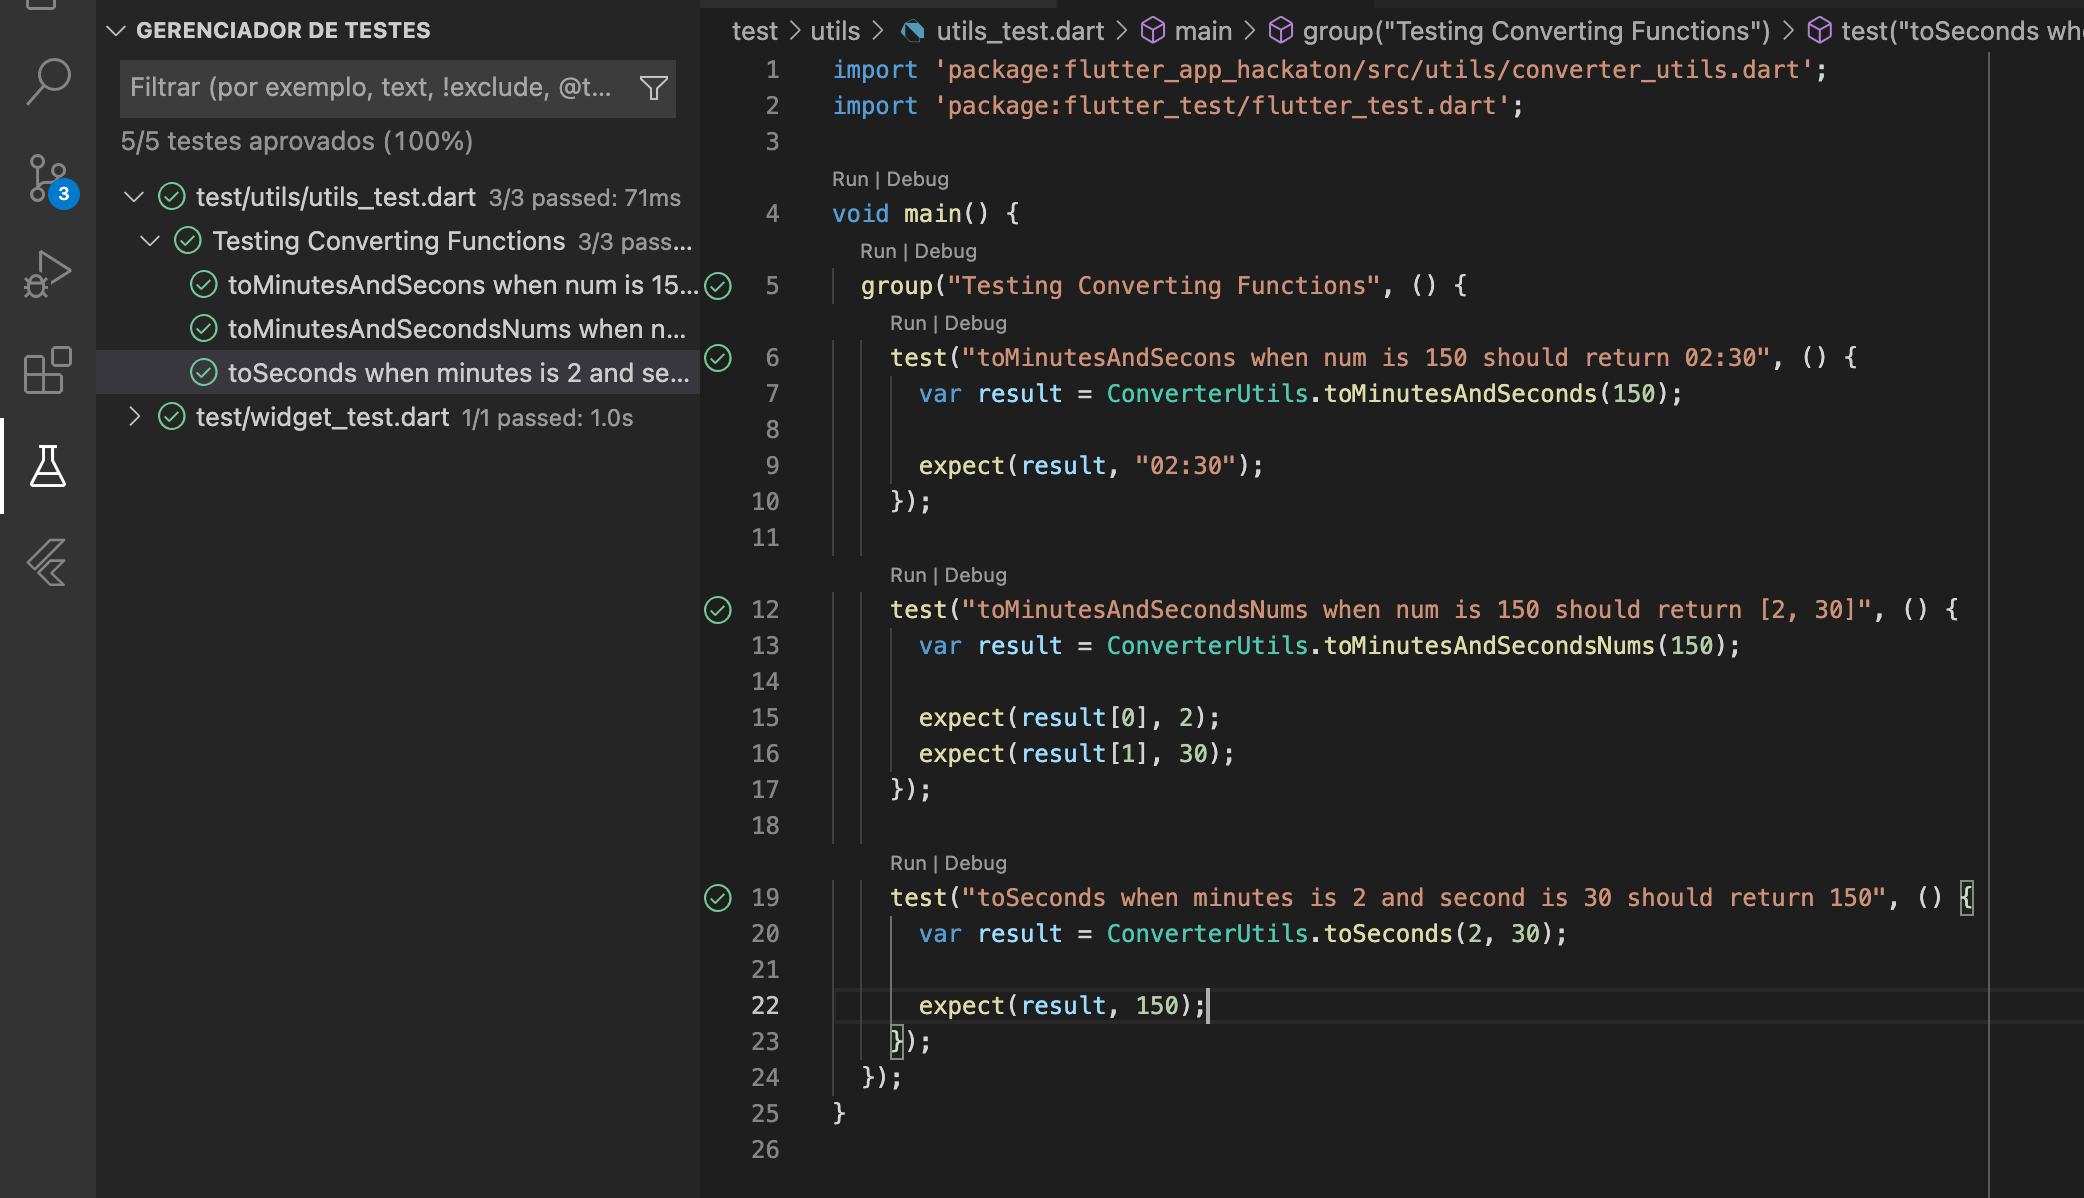 GERENCIADOR DE TESTES
Filtrar (por exemplo, text, !exclude, @t...
5/5 testes aprovados (100%)
test/utils/utils_test.dart 3/3 passed: 71ms
Testing Converting Functions 3/3 pass...
toMinutesAndSecons when num is 15...
toMinutesAndSecondsNums when n...
toSeconds when minutes is 2 and se...
test/widget_test.dart 1/1 passed: 1.0s
3
test > utils > utils_test.dart > main > group("Testing Converting Functions") > test("toSeconds wh
1 import 'package:flutter_app_hackaton/src/utils/converter_utils.dart';
2 import 'package:flutter_test/flutter_test.dart';
3
Run | Debug
4 void main() {
Run | Debug
5 group("Testing Converting Functions", () {
Run | Debug
6 test("toMinutesAndSecons when num is 150 should return 02:30", () {
7 var result = ConverterUtils.toMinutesAndSeconds(150);
8
9 expect(result, "02:30");
10 });
11
Run | Debug
12 test("toMinutesAndSecondsNums when num is 150 should return [2, 30]", () {
13 var result = ConverterUtils.toMinutesAndSecondsNums(150);
14
15 expect(result[0], 2);
16 expect(result[1], 30);
17 });
18
Run | Debug
19 test("toSeconds when minutes is 2 and second is 30 should return 150", () {
20 var result = ConverterUtils.toSeconds(2, 30);
21
22 expect(result, 150);
23 });
24 });
25 }
26